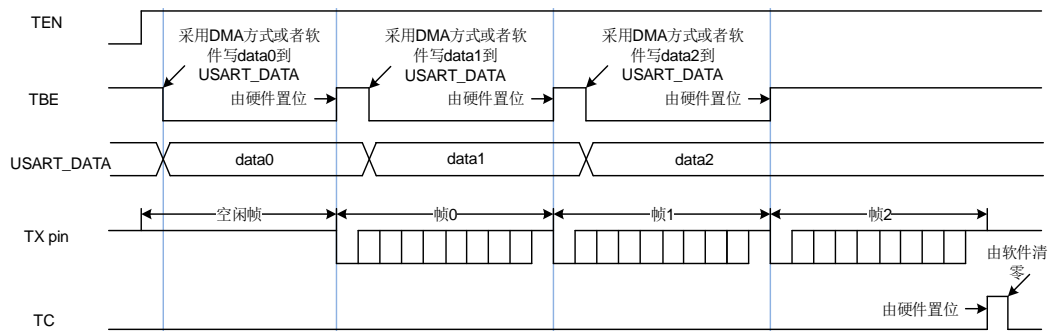 TEN
采用DMA方式或者软
件写data0到
USART_DATA
采用DMA方式或者软
件写data1到
USART_DATA
采用DMA方式或者软
件写data2到
USART_DATA
TBE
由硬件置位
由硬件置位
由硬件置位
USART_DATA
data0
data1
data2
空闲帧
帧0
帧1
帧2
TX pin
由软件清
零
由硬件置位
TC